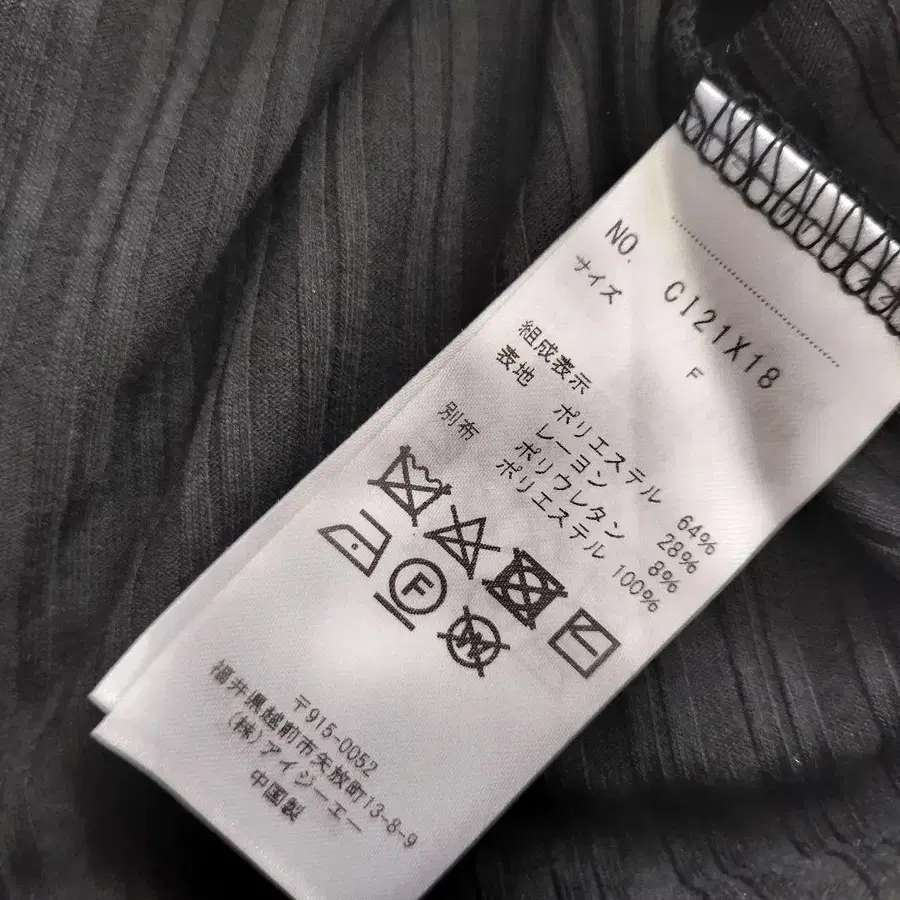 NO. CI21X18
サイズ F
組成表示
表地 ポリエステル 64%
レーヨン 28%
ポリウレタン 8%
別布 ポリエステル 100%
F
W
〒915-0052
福井県越前市矢放町13-8-9
(株)アイジーエー
中国製